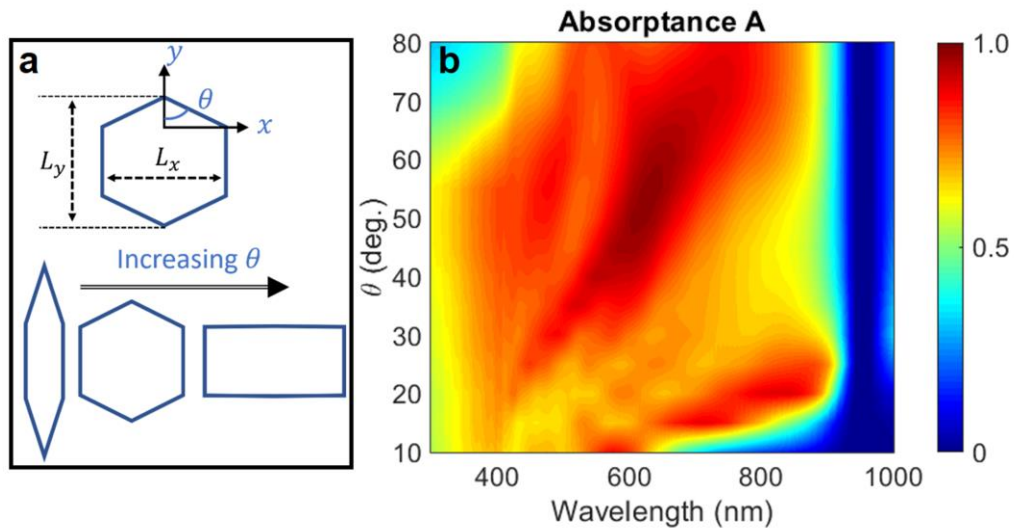 a
y
θ
x
L_y
L_x
Increasing θ
Absorptance A
b
80
70
60
50
40
30
20
10
θ (deg.)
400
600
800
1000
Wavelength (nm)
1.0
0.5
0